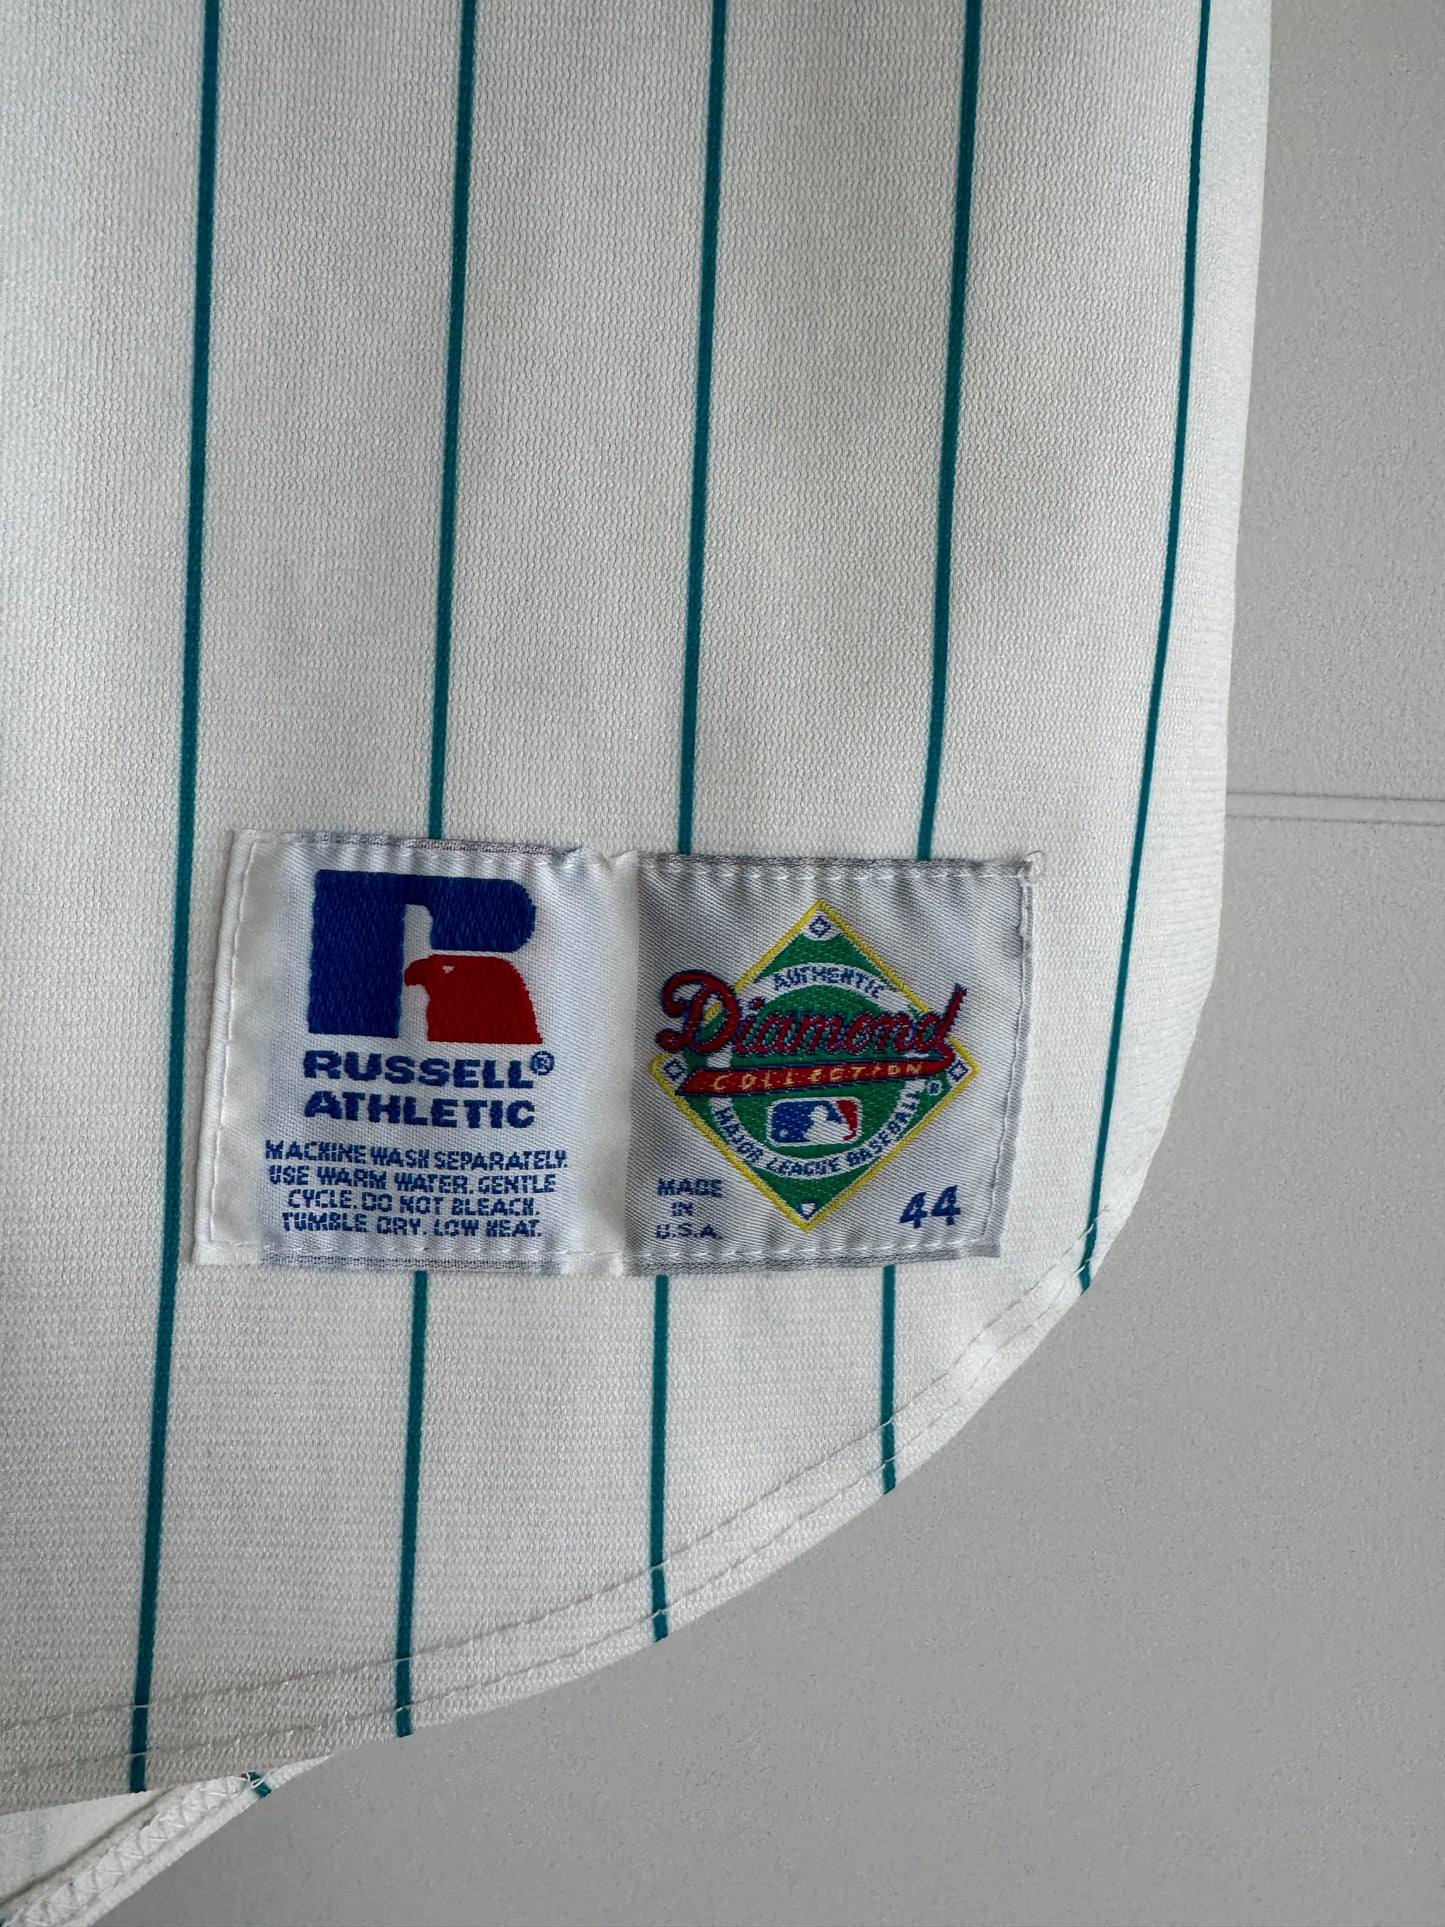 RUSSELL®
ATHLETIC
MACHINE WASH SEPARATELY.
USE WARM WATER. GENTLE
CYCLE. DO NOT BLEACH.
TUMBLE DRY. LOW HEAT.
AUTHENTIC
Diamond
COLLECTION
MAJOR LEAGUE BASEBALL ®
MADE
IN
U.S.A.
44